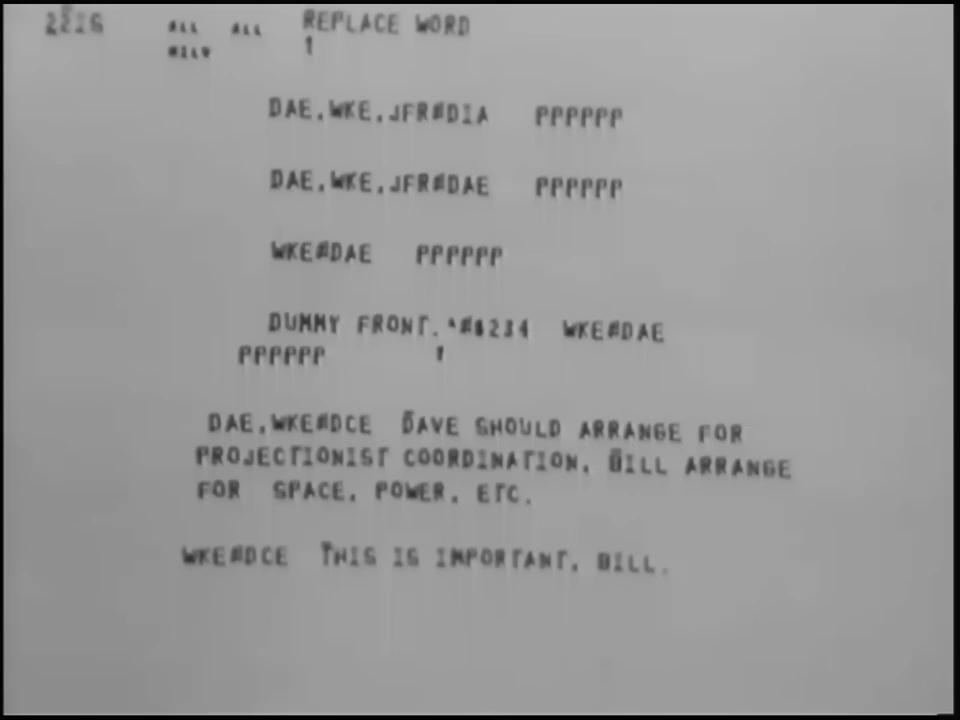 ALL ALL REPLACE WORD
DAE,WKE,JFR#DIA PPPPPP
DAE,WKE,JFR#DAE PPPPPP
WKE#DAE PPPPPP
DUMMY FRONT. WKE#DAE
PPPPPP ↑
DAE,WKE#DCE DAVE SHOULD ARRANGE FOR
PROJECTIONIST COORDINATION, BILL ARRANGE
FOR SPACE, POWER, ETC.
WKE#DCE THIS IS IMPORTANT, BILL.